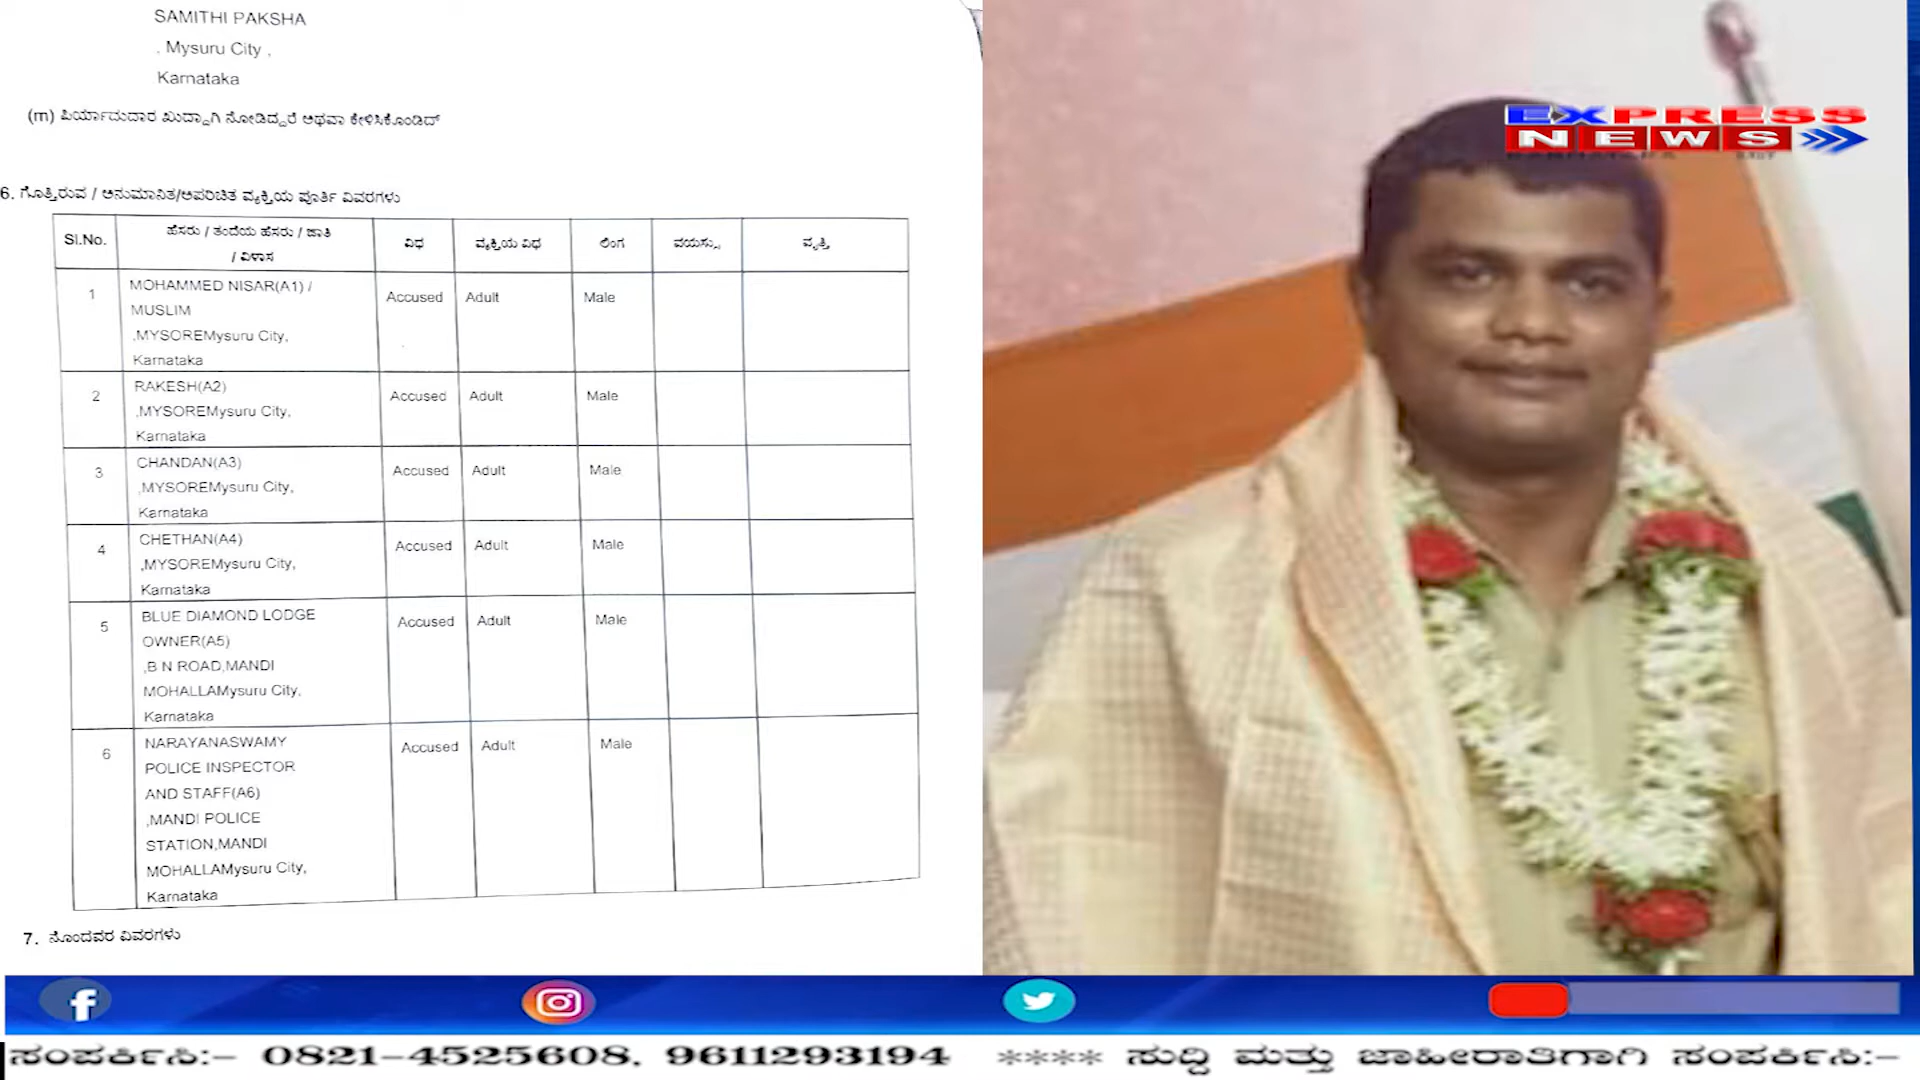 SAMITHI PAKSHA
. Mysuru City ,
Karnataka
(m) ಪಿರ್ಯಾದುದಾರ ಖುದ್ದಾಗಿ ನೋಡಿದ್ದರೆ ಅಥವಾ ಕೇಳಿಸಿಕೊಂಡಿದ್
6. ಗೊತ್ತಿರುವ / ಅನುಮಾನಿತ/ಅಪರಿಚಿತ ವ್ಯಕ್ತಿಯ ಪೂರ್ತಿ ವಿವರಗಳು
Sl.No.
ಹೆಸರು / ತಂದೆಯ ಹೆಸರು / ಜಾತಿ
/ ವಿಳಾಸ
ವಿಧ
ವ್ಯಕ್ತಿಯ ವಿಧ
ಲಿಂಗ
ವಯಸ್ಸು
ವೃತ್ತಿ
1
MOHAMMED NISAR(A1) /
MUSLIM
,MYSOREMysuru City,
Karnataka
Accused
Adult
Male
2
RAKESH(A2)
,MYSOREMysuru City,
Karnataka
Accused
Adult
Male
3
CHANDAN(A3)
,MYSOREMysuru City,
Karnataka
Accused
Adult
Male
4
CHETHAN(A4)
,MYSOREMysuru City,
Karnataka
Accused
Adult
Male
5
BLUE DIAMOND LODGE
OWNER(A5)
,B N ROAD,MANDI
MOHALLAMysuru City,
Karnataka
Accused
Adult
Male
6
NARAYANASWAMY
POLICE INSPECTOR
AND STAFF(A6)
,MANDI POLICE
STATION,MANDI
MOHALLAMysuru City,
Karnataka
Accused
Adult
Male
7. ನೊಂದವರ ವಿವರಗಳು
EXPRESS
NEWS
ಸಂಪರ್ಕಿಸಿ:- 0821-4525608, 9611293194 **** ಸುದ್ದಿ ಮತ್ತು ಜಾಹೀರಾತಿಗಾಗಿ ಸಂಪರ್ಕಿಸಿ:-